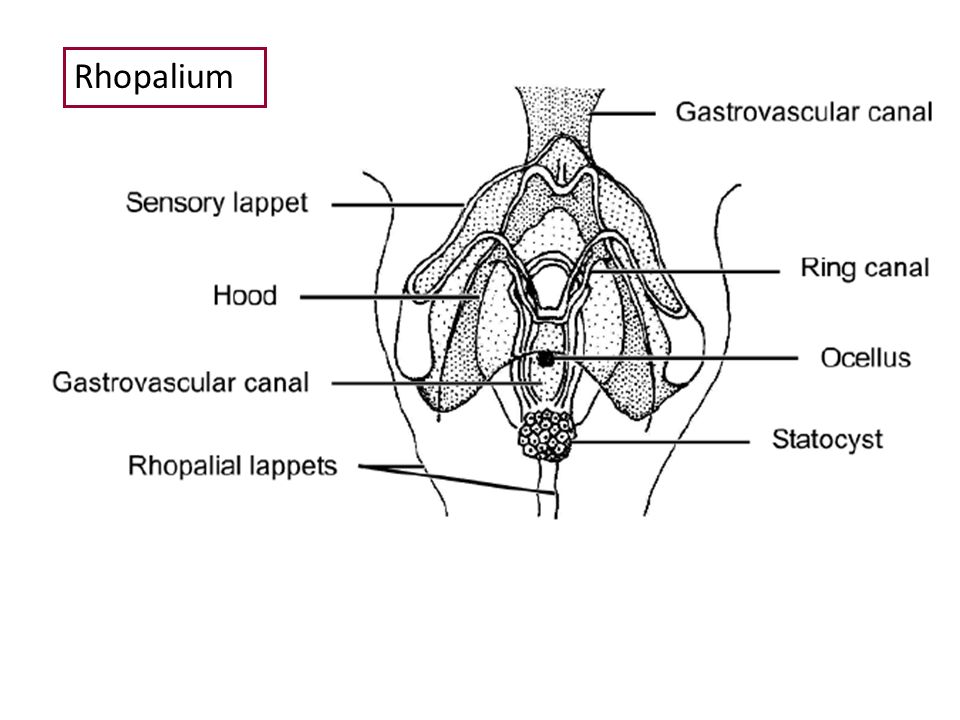 Rhopalium
Gastrovascular canal
Sensory lappet
Ring canal
Hood
Ocellus
Gastrovascular canal
Statocyst
Rhopalial lappets